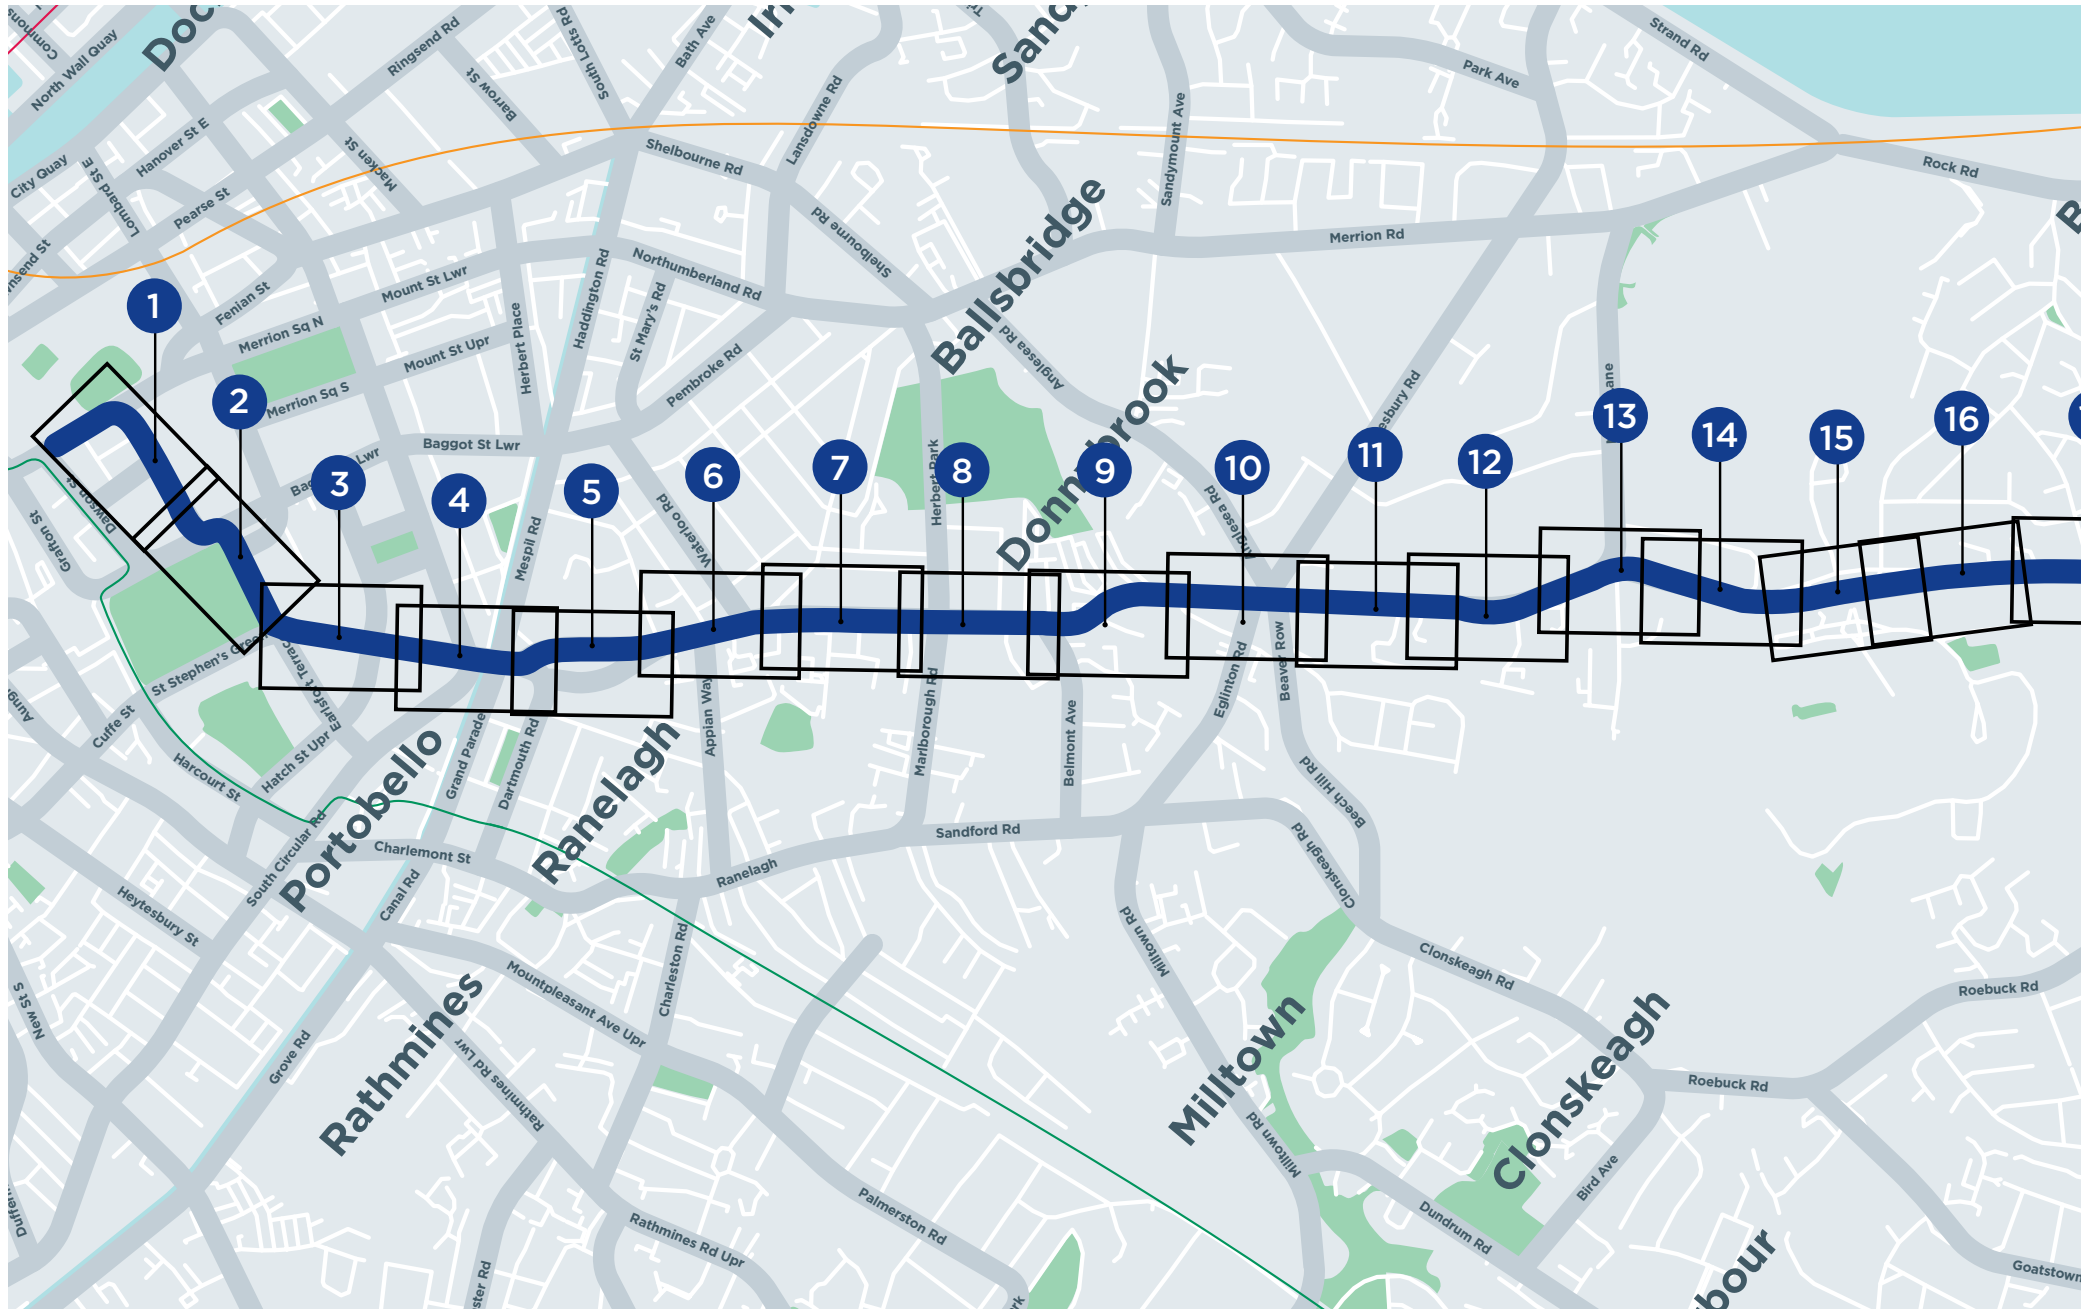 Commons
North Wall Quay
Doc
Ringsend Rd
South Lotts Rd
Bath Ave
Strand Rd
Park Ave
Barrow St
Hanover St E
Macken St
Lansdowne Rd
Shelbourne Rd
Sandymount Ave
Rock Rd
City Quay
Lombard St E
Pearse St
Shelbourne Rd
Merrion Rd
Ballsbridge
Fenian St
Mount St Lwr
Haddington Rd
Northumberland Rd
St Mary's Rd
Merrion Sq N
Mount St Upr
Herbert Place
Pembroke Rd
Anglesea Rd
Merrion Sq S
Baggot St Lwr
Herbert Park
Donnybrook
1
2
3
4
5
6
7
8
9
10
11
12
13
14
15
16
Dawson St
Grafton St
Mespil Rd
Waterloo Rd
Anglesea Rd
St Stephen's Green
Earlsfort Terrace
Cuffe St
Harcourt St
Hatch St Upr
Portobello
Grand Parade
Dartmouth Rd
Ranelagh
Appian Way
Marlborough Rd
Belmont Ave
Eglinton Rd
Beaver Row
Beech Hill Rd
Sandford Rd
Clonskeagh Rd
South Circular Rd
Charlemont St
Canal Rd
Ranelagh
Heytesbury St
Charleston Rd
Milltown Rd
Clonskeagh Rd
Roebuck Rd
New St S
Grove Rd
Rathmines
Mountpleasant Ave Upr
Rathmines Rd Lwr
Milltown
Clonskeagh
Roebuck Rd
Milltown Rd
Bird Ave
Palmerston Rd
Rathmines Rd Upr
Dundrum Rd
Goatstown